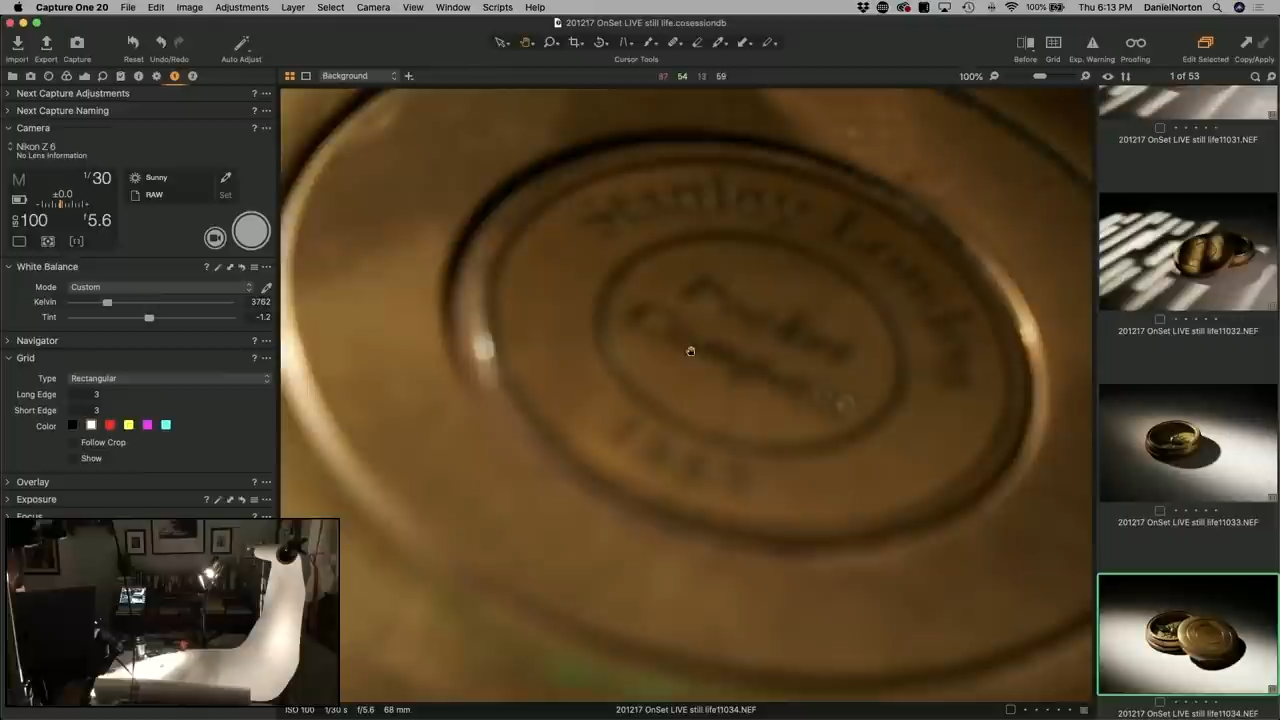 Capture One 20 File Edit Image Adjustments Layer Select Camera View Window Scripts Help 100% Thu 6:13 PM DanielNorton
201217 OnSet LIVE still life.cosessiondb
Import Export Capture Reset Undo/Redo Auto Adjust Cursor Tools Before Grid Exp. Warning Proofing Edit Selected Copy/Apply
Background 87 54 13 59 100% 1 of 53
Next Capture Adjustments
Next Capture Naming
Camera
Nikon Z 6
No Lens Information
M 1/30 Sunny
±0.0 RAW Set
ISO 100 f5.6
White Balance
Mode Custom
Kelvin 3762
Tint -1.2
Navigator
Grid
Type Rectangular
Long Edge 3
Short Edge 3
Color
Follow Crop
Show
Overlay
Exposure
Focus
201217 OnSet LIVE still life11031.NEF
201217 OnSet LIVE still life11032.NEF
201217 OnSet LIVE still life11033.NEF
201217 OnSet LIVE still life11034.NEF
ISO 100 1/30 s f/5.6 68 mm 201217 OnSet LIVE still life11034.NEF